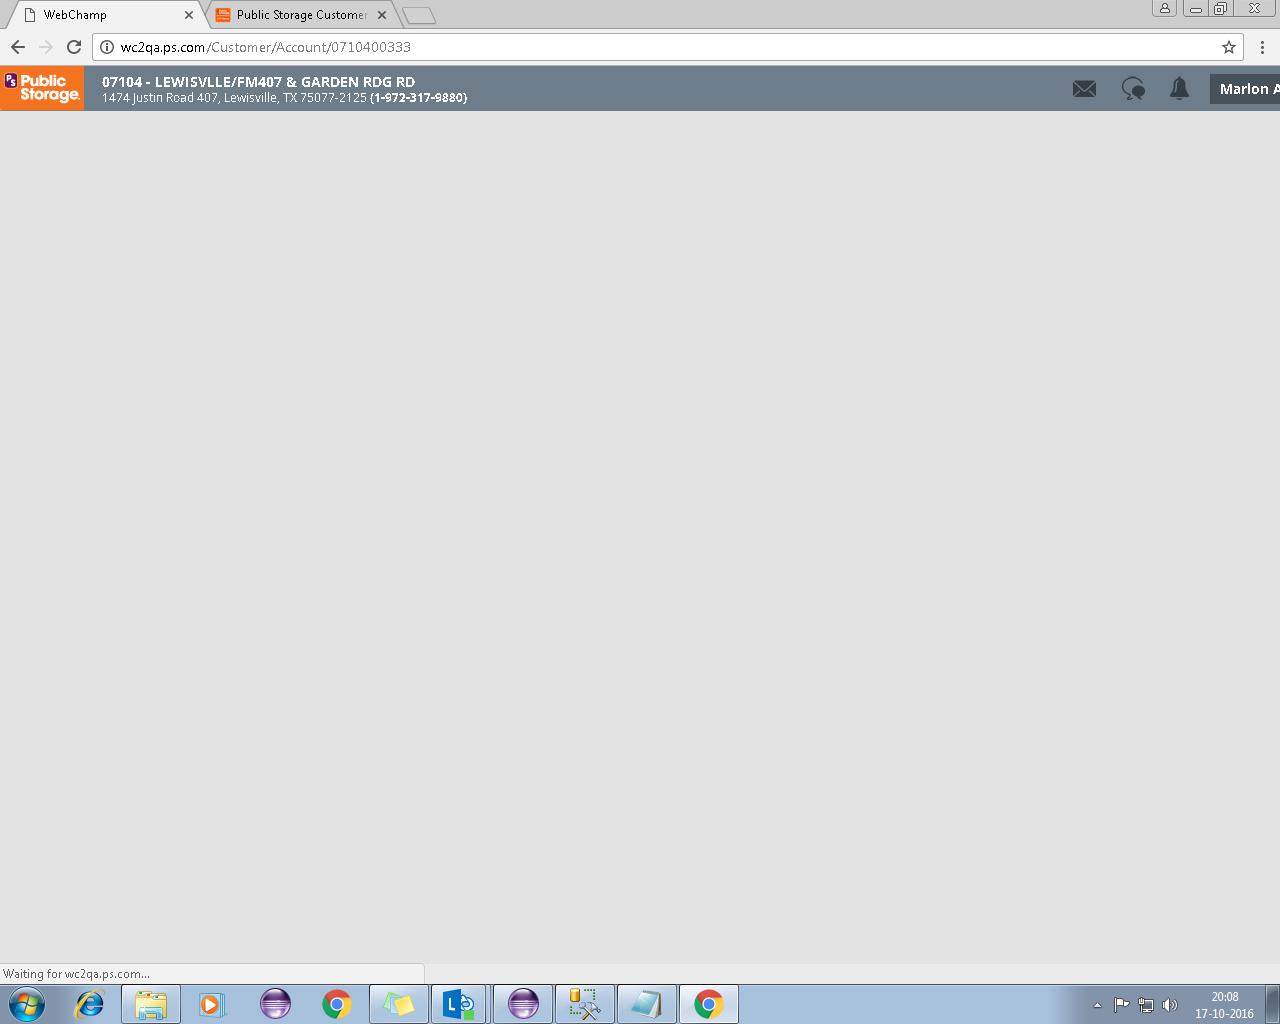 WebChamp
Public Storage Customer
wc2qa.ps.com/Customer/Account/0710400333
PS Public
Storage.
07104 - LEWISVLLE/FM407 & GARDEN RDG RD
1474 Justin Road 407, Lewisville, TX 75077-2125 (1-972-317-9880)
Marlon A
Waiting for wc2qa.ps.com...
20:08
17-10-2016